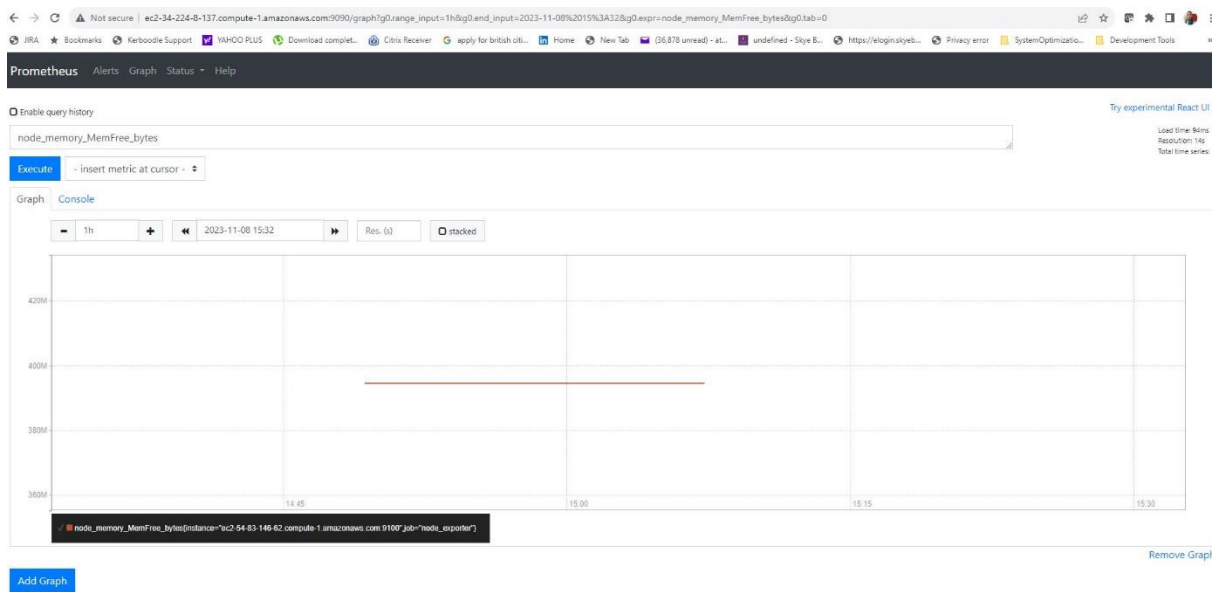 Not secure | ec2-34-224-8-137.compute-1.amazonaws.com:9090/graph?g0.range_input=1h&g0.end_input=2023-11-08%2015%3A32&g0.expr=node_memory_MemFree_bytes&g0.tab=0
JIRA Bookmarks Kerboodle Support YAHOO PLUS Download complet... Citrix Receiver apply for british citi... Home New Tab (36,878 unread) - at... undefined - Skye B... https://elogin.skyeb... Privacy error SystemOptimizatio... Development Tools
Prometheus Alerts Graph Status Help
Enable query history
Try experimental React UI
node_memory_MemFree_bytes
Load time: 94ms
Resolution: 14s
Total time series:
Execute - insert metric at cursor -
Graph Console
- 1h + 2023-11-08 15:32 Res. (s) stacked
420M
400M
380M
360M
14:45 15:00 15:15 15:30
✓ node_memory_MemFree_bytes{instance="ec2-54-83-146-62.compute-1.amazonaws.com:9100",job="node_exporter"}
Remove Graph
Add Graph